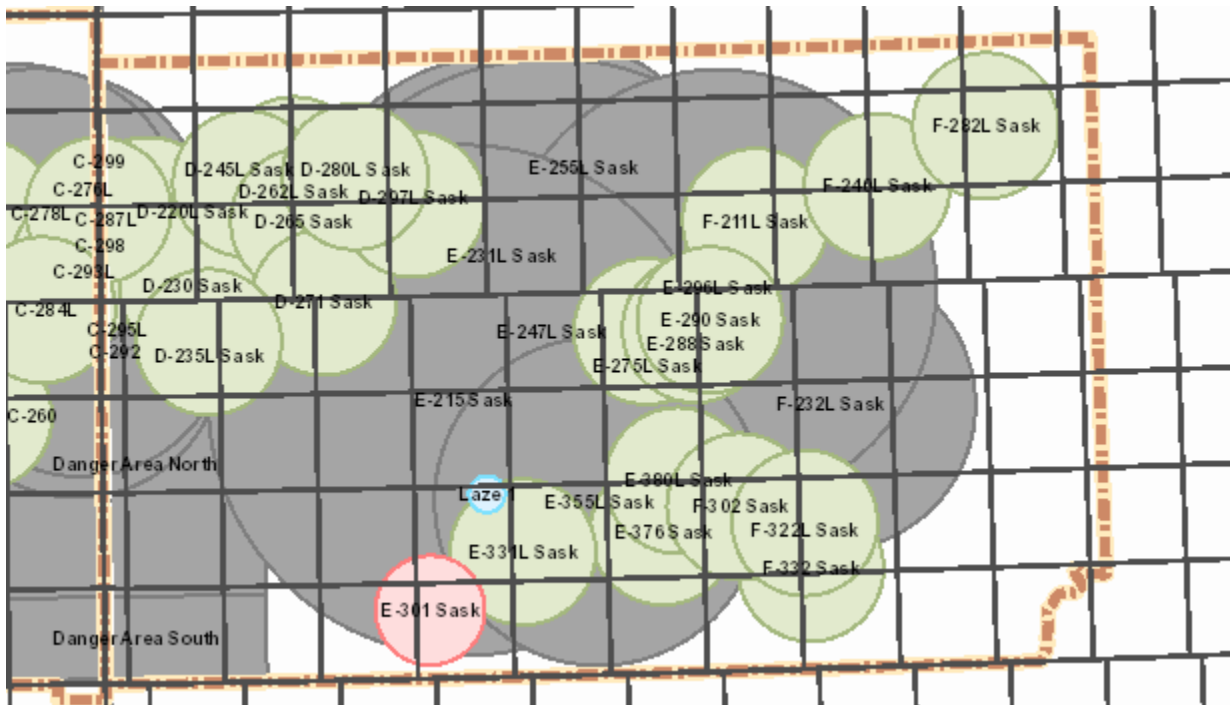 F-282L Sask
C-299
D-245L Sask
D-280L Sask
E-255L Sask
C-276L
D-262L Sask
D-297L Sask
F-240L Sask
C-278L
C-287L
D-220L Sask
D-265 Sask
F-211L Sask
C-298
E-231L Sask
C-293L
D-230 Sask
E-296L Sask
D-271 Sask
C-284L
E-290 Sask
C-295L
E-247L Sask
E-288 Sask
C-292
D-235L Sask
E-275L Sask
E-215 Sask
F-232L Sask
C-260
Danger Area North
E-380L Sask
Laze 1
E-355L Sask
F-302 Sask
E-376 Sask
F-322L Sask
E-331L Sask
F-332 Sask
E-301 Sask
Danger Area South